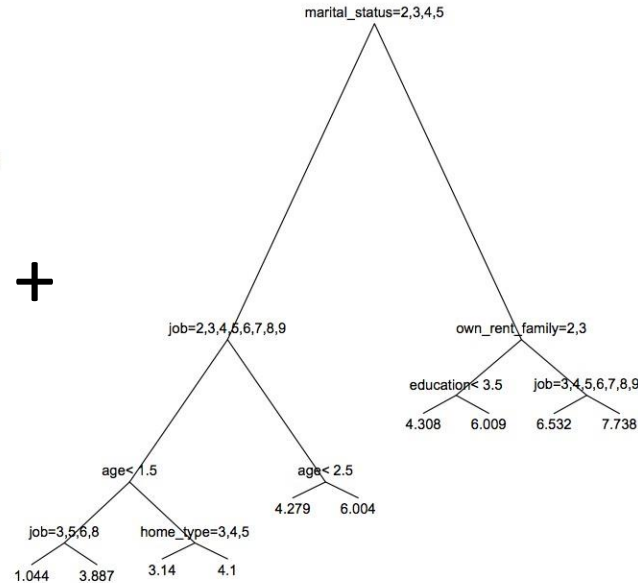 marital_status=2,3,4,5
+
job=2,3,4,5,6,7,8,9
own_rent_family=2,3
education< 3.5
job=3,4,5,6,7,8,9
4.308
6.009
6.532
7.738
age< 1.5
age< 2.5
4.279
6.004
job=3,5,6,8
home_type=3,4,5
1.044
3.887
3.14
4.1